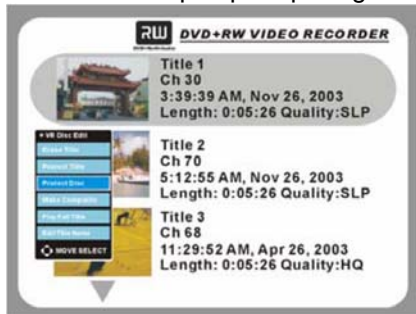 RW DVD+RW VIDEO RECORDER
Title 1
Ch 30
3:39:39 AM, Nov 26, 2003
Length: 0:05:26 Quality:SLP
+ VR Disc Edit
Erase Title
Protect Title
Protect Disc
Make Compatible
Play Full Title
Edit Title Name
MOVE SELECT
Title 2
Ch 70
5:12:55 AM, Nov 26, 2003
Length: 0:05:26 Quality:SLP
Title 3
Ch 68
11:29:52 AM, Apr 26, 2003
Length: 0:05:26 Quality:HQ